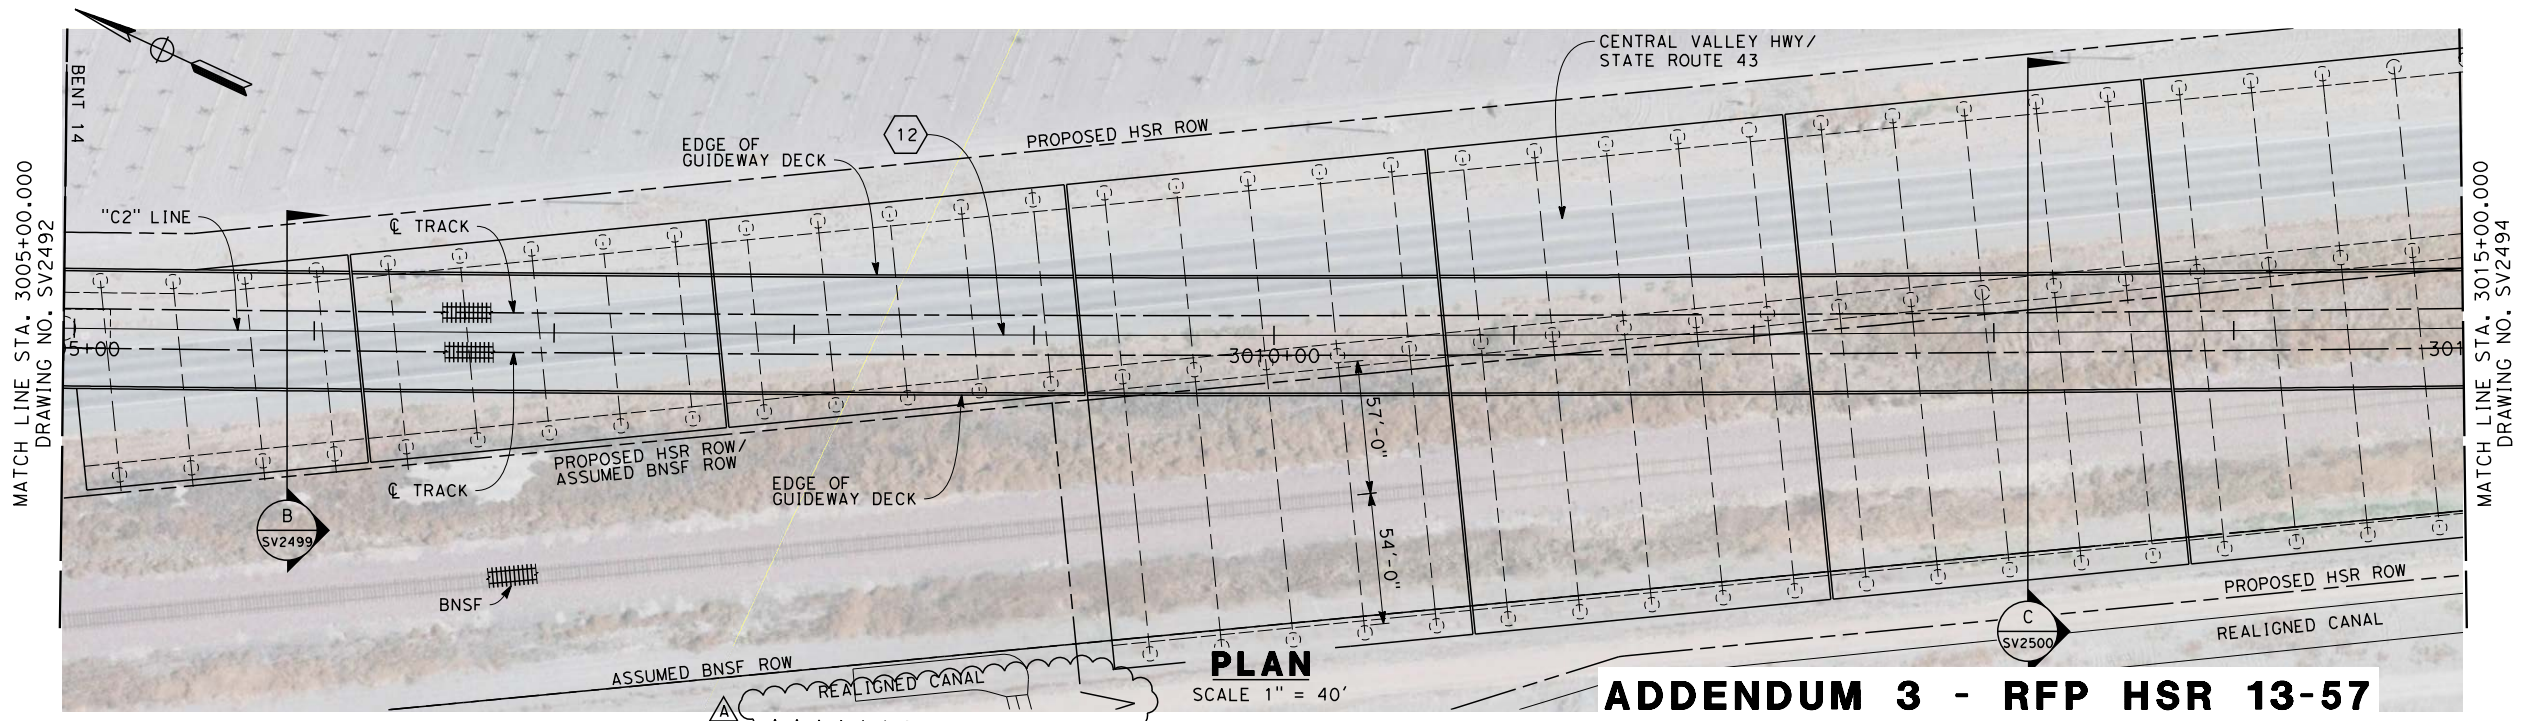 BENT 14
MATCH LINE STA. 3005+00.000
DRAWING NO. SV2492
CENTRAL VALLEY HWY/
STATE ROUTE 43
12
PROPOSED HSR ROW
EDGE OF
GUIDEWAY DECK
"C2" LINE
℄ TRACK
5+00
3010+00
301
MATCH LINE STA. 3015+00.000
DRAWING NO. SV2494
57'-0"
54'-0"
PROPOSED HSR ROW/
ASSUMED BNSF ROW
℄ TRACK
EDGE OF
GUIDEWAY DECK
B
SV2499
BNSF
PROPOSED HSR ROW
C
SV2500
REALIGNED CANAL
ASSUMED BNSF ROW
REALIGNED CANAL
A
PLAN
SCALE 1" = 40'
ADDENDUM 3 - RFP HSR 13-57